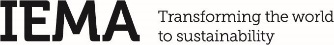 IEMA
Transforming the world
to sustainability